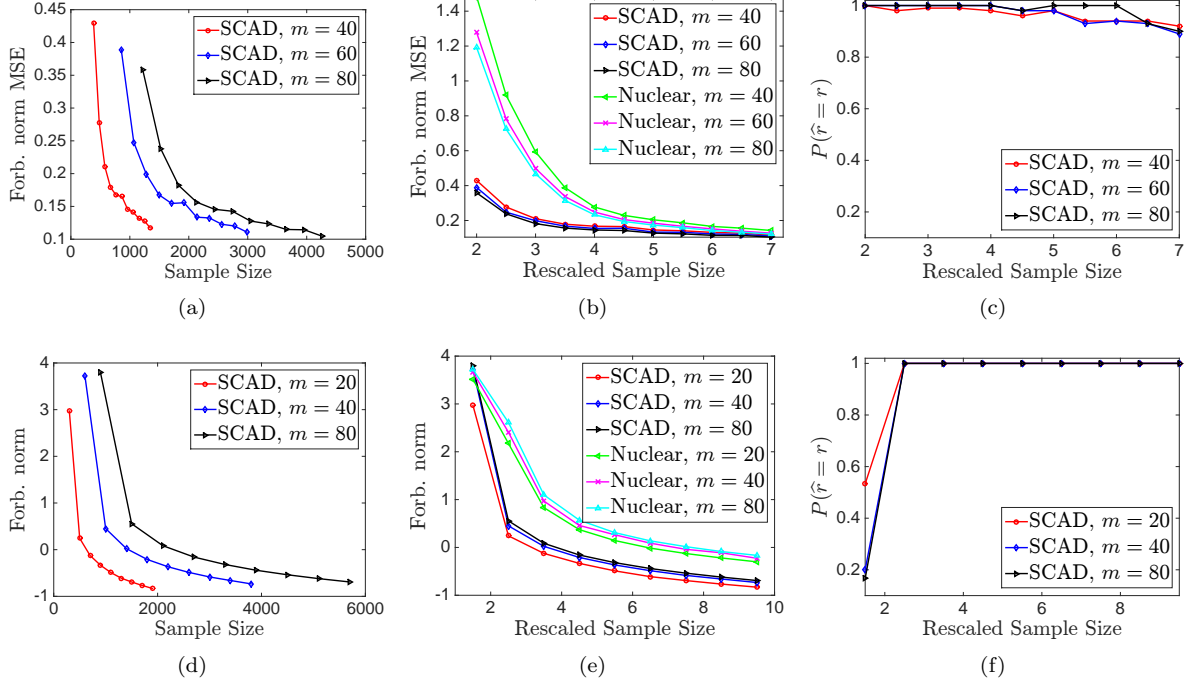 0.45
0.4
0.35
0.3
0.25
0.2
0.15
0.1
Forb. norm MSE
SCAD, m = 40
SCAD, m = 60
SCAD, m = 80
0 1000 2000 3000 4000 5000
Sample Size
(a)
1.4
1.2
1
0.8
0.6
0.4
0.2
Forb. norm MSE
SCAD, m = 40
SCAD, m = 60
SCAD, m = 80
Nuclear, m = 40
Nuclear, m = 60
Nuclear, m = 80
2 3 4 5 6 7
Rescaled Sample Size
(b)
1
0.8
0.6
0.4
0.2
0
P(r̂ = r)
SCAD, m = 40
SCAD, m = 60
SCAD, m = 80
2 3 4 5 6 7
Rescaled Sample Size
(c)
4
3
2
1
0
-1
Forb. norm
SCAD, m = 20
SCAD, m = 40
SCAD, m = 80
0 2000 4000 6000
Sample Size
(d)
4
3
2
1
0
-1
Forb. norm
SCAD, m = 20
SCAD, m = 40
SCAD, m = 80
Nuclear, m = 20
Nuclear, m = 40
Nuclear, m = 80
2 4 6 8 10
Rescaled Sample Size
(e)
1
0.8
0.6
0.4
0.2
P(r̂ = r)
SCAD, m = 20
SCAD, m = 40
SCAD, m = 80
2 4 6 8
Rescaled Sample Size
(f)